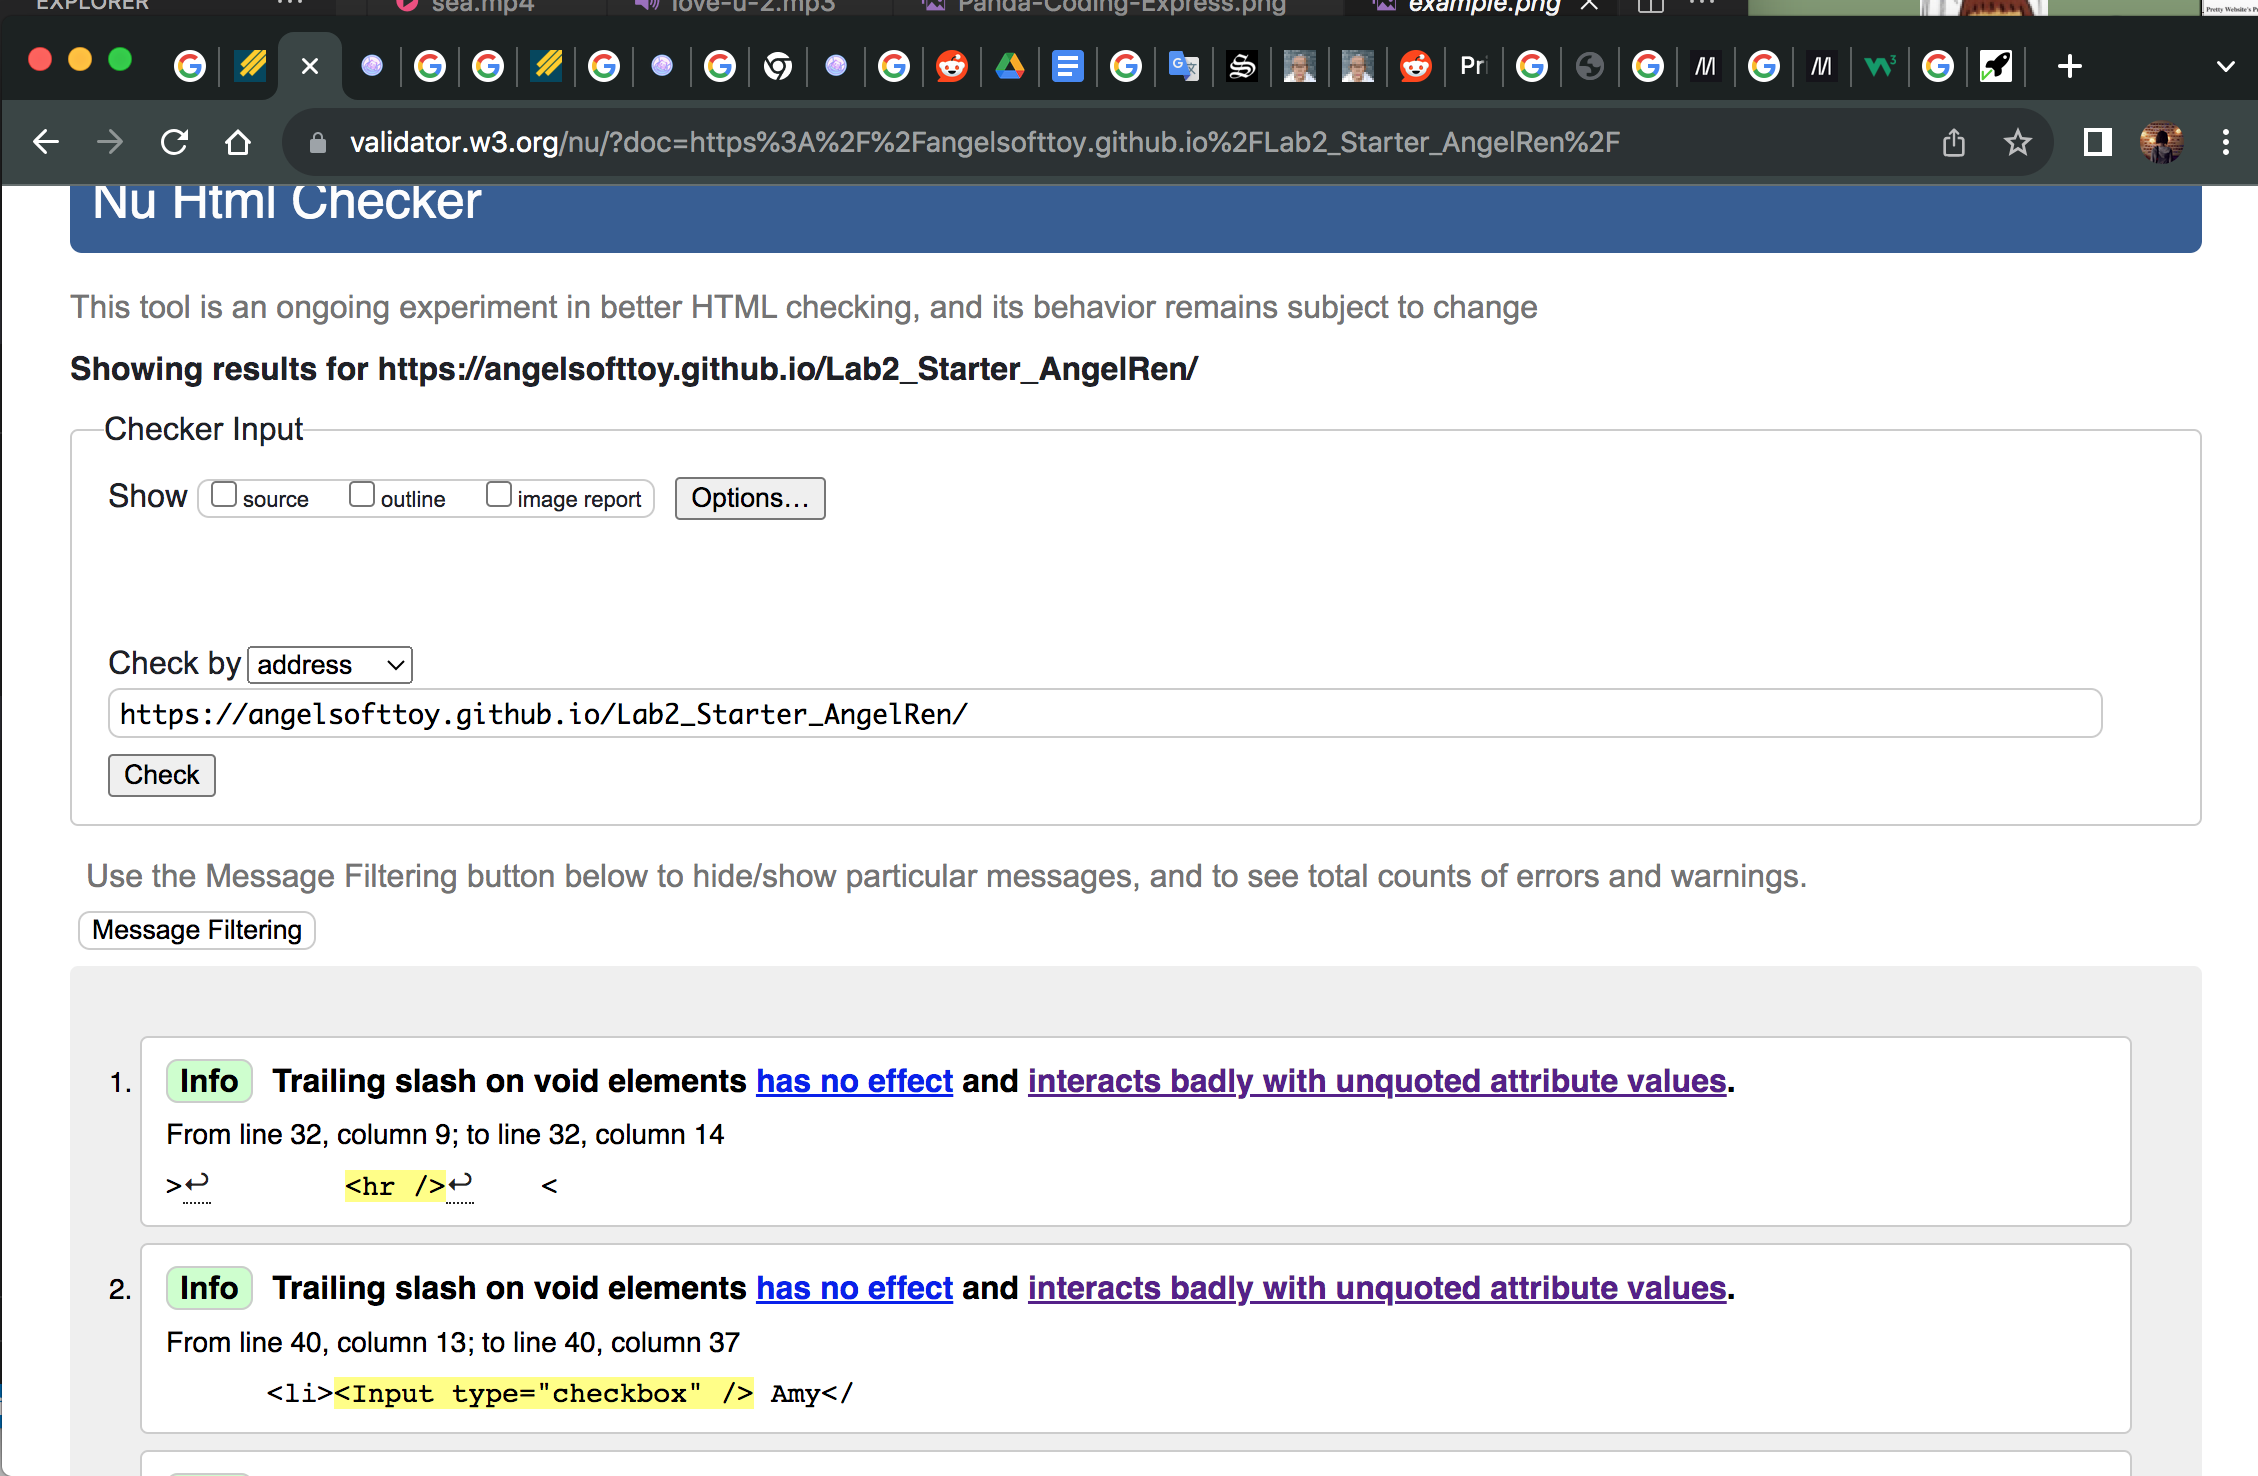 EXPLORER
sea.mp4
love-u-2.mp3
Panda-Coding-Express.png
example.png
Pretty Website's P
Pri
validator.w3.org/nu/?doc=https%3A%2F%2Fangelsofttoy.github.io%2FLab2_Starter_AngelRen%2F
Nu Html Checker
This tool is an ongoing experiment in better HTML checking, and its behavior remains subject to change
Showing results for https://angelsofttoy.github.io/Lab2_Starter_AngelRen/
Checker Input
Show source outline image report Options...
Check by address
https://angelsofttoy.github.io/Lab2_Starter_AngelRen/
Check
Use the Message Filtering button below to hide/show particular messages, and to see total counts of errors and warnings.
Message Filtering
1. Info Trailing slash on void elements has no effect and interacts badly with unquoted attribute values.
From line 32, column 9; to line 32, column 14
>↩ <hr />↩ <
2. Info Trailing slash on void elements has no effect and interacts badly with unquoted attribute values.
From line 40, column 13; to line 40, column 37
<li><Input type="checkbox" /> Amy</